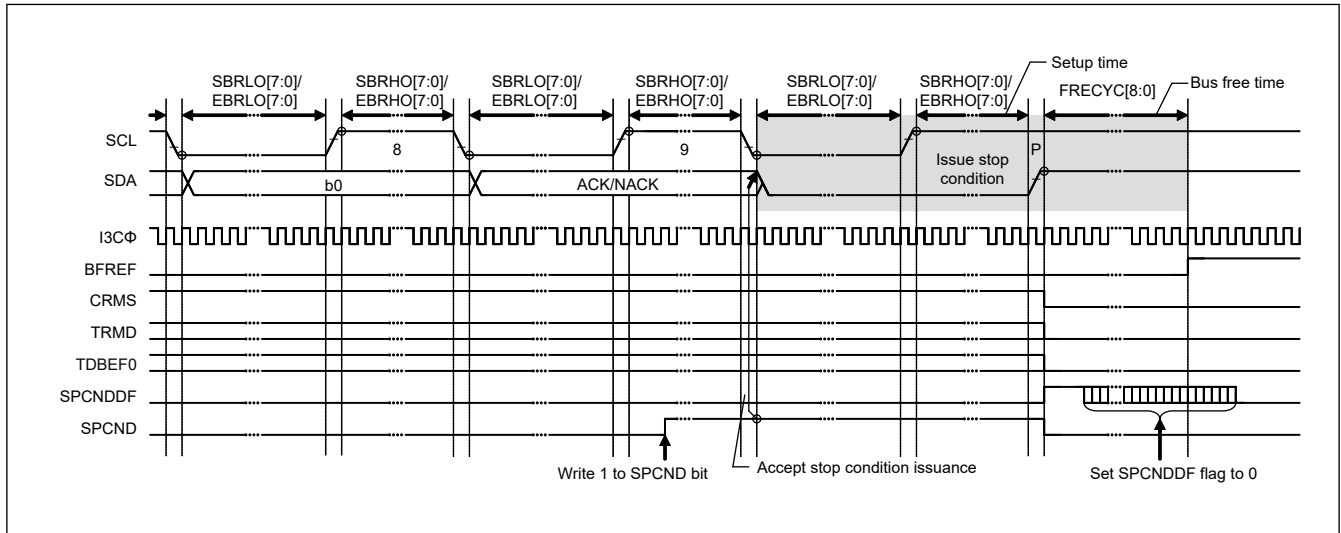 Setup time
SBRLO[7:0]/ SBRHO[7:0]/ SBRLO[7:0]/ SBRHO[7:0]/ SBRLO[7:0]/ SBRHO[7:0]/ Bus free time
EBRLO[7:0] EBRHO[7:0] EBRLO[7:0] EBRHO[7:0] EBRLO[7:0] EBRHO[7:0] FRECYC[8:0]
SCL
8 9 P
Issue stop
condition
SDA
b0 ACK/NACK
I3CΦ
BFREF
CRMS
TRMD
TDBEF0
SPCNDDF
SPCND
Write 1 to SPCND bit Accept stop condition issuance Set SPCNDDF flag to 0